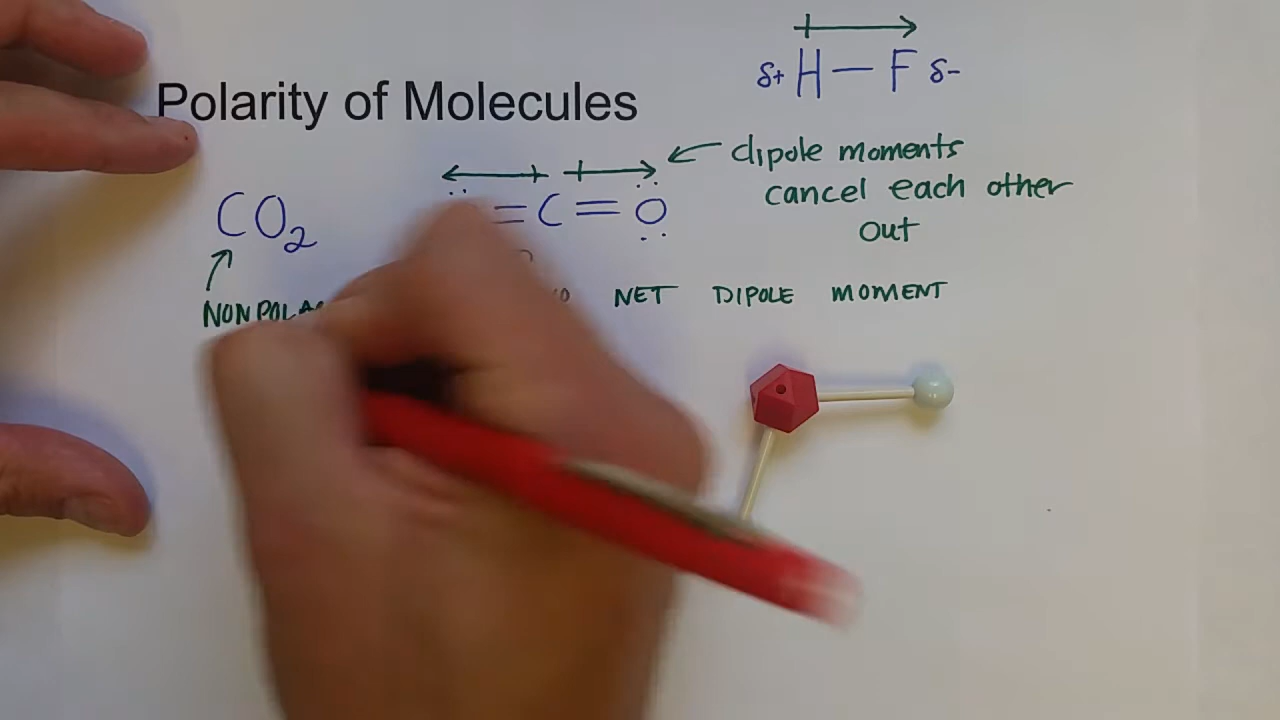 δ+ H — F δ-
Polarity of Molecules
dipole moments
cancel each other
out
CO₂
=C=O
NET DIPOLE MOMENT